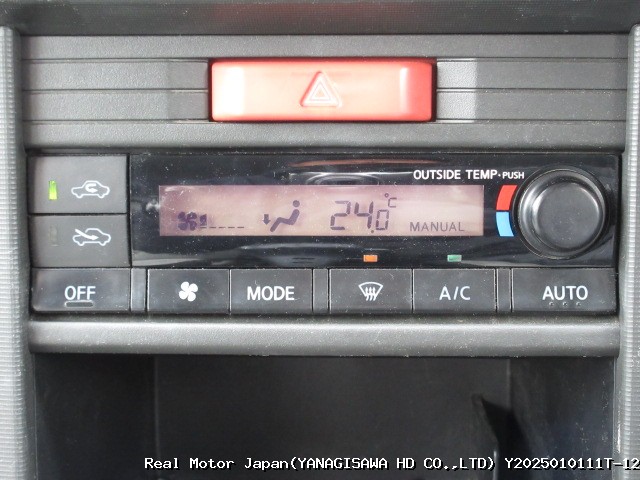 OUTSIDE TEMP·PUSH
24.0°C
MANUAL
OFF
MODE
A/C
AUTO
Real Motor Japan(YANAGISAWA HD CO.,LTD) Y2025010111T-12